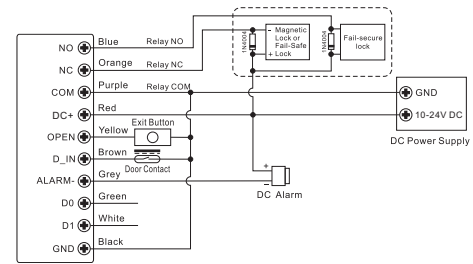 NO Blue Relay NO
NC Orange Relay NC
COM Purple Relay COM
DC+ Red
OPEN Yellow Exit Button
D_IN Brown
Door Contact
ALARM- Grey
D0 Green
D1 White
GND Black
1N4004
- Magnetic
Lock or
Fail-Safe
+ Lock
1N4004
Fail-secure
lock
GND
10-24V DC
DC Power Supply
+
-
DC Alarm